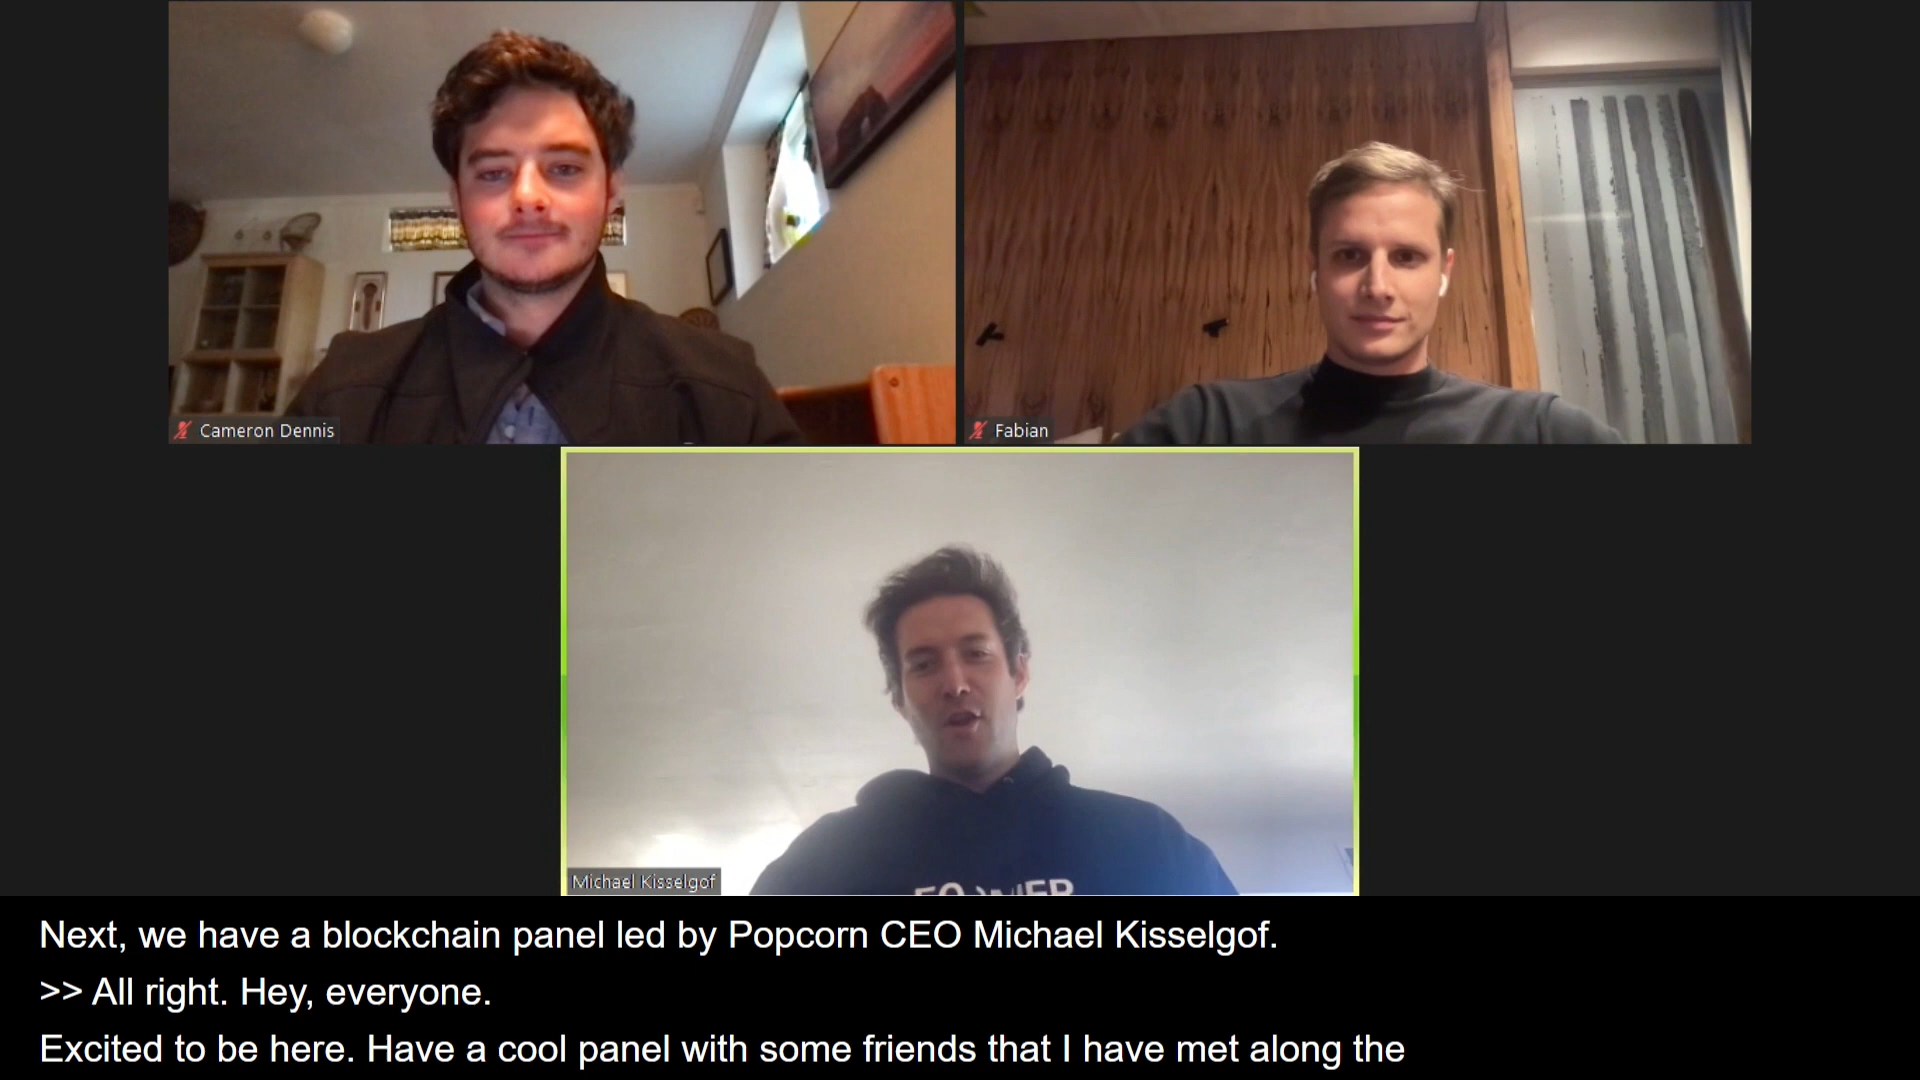 Cameron Dennis
Fabian
Michael Kisselgof
Next, we have a blockchain panel led by Popcorn CEO Michael Kisselgof.
>> All right. Hey, everyone.
Excited to be here. Have a cool panel with some friends that I have met along the